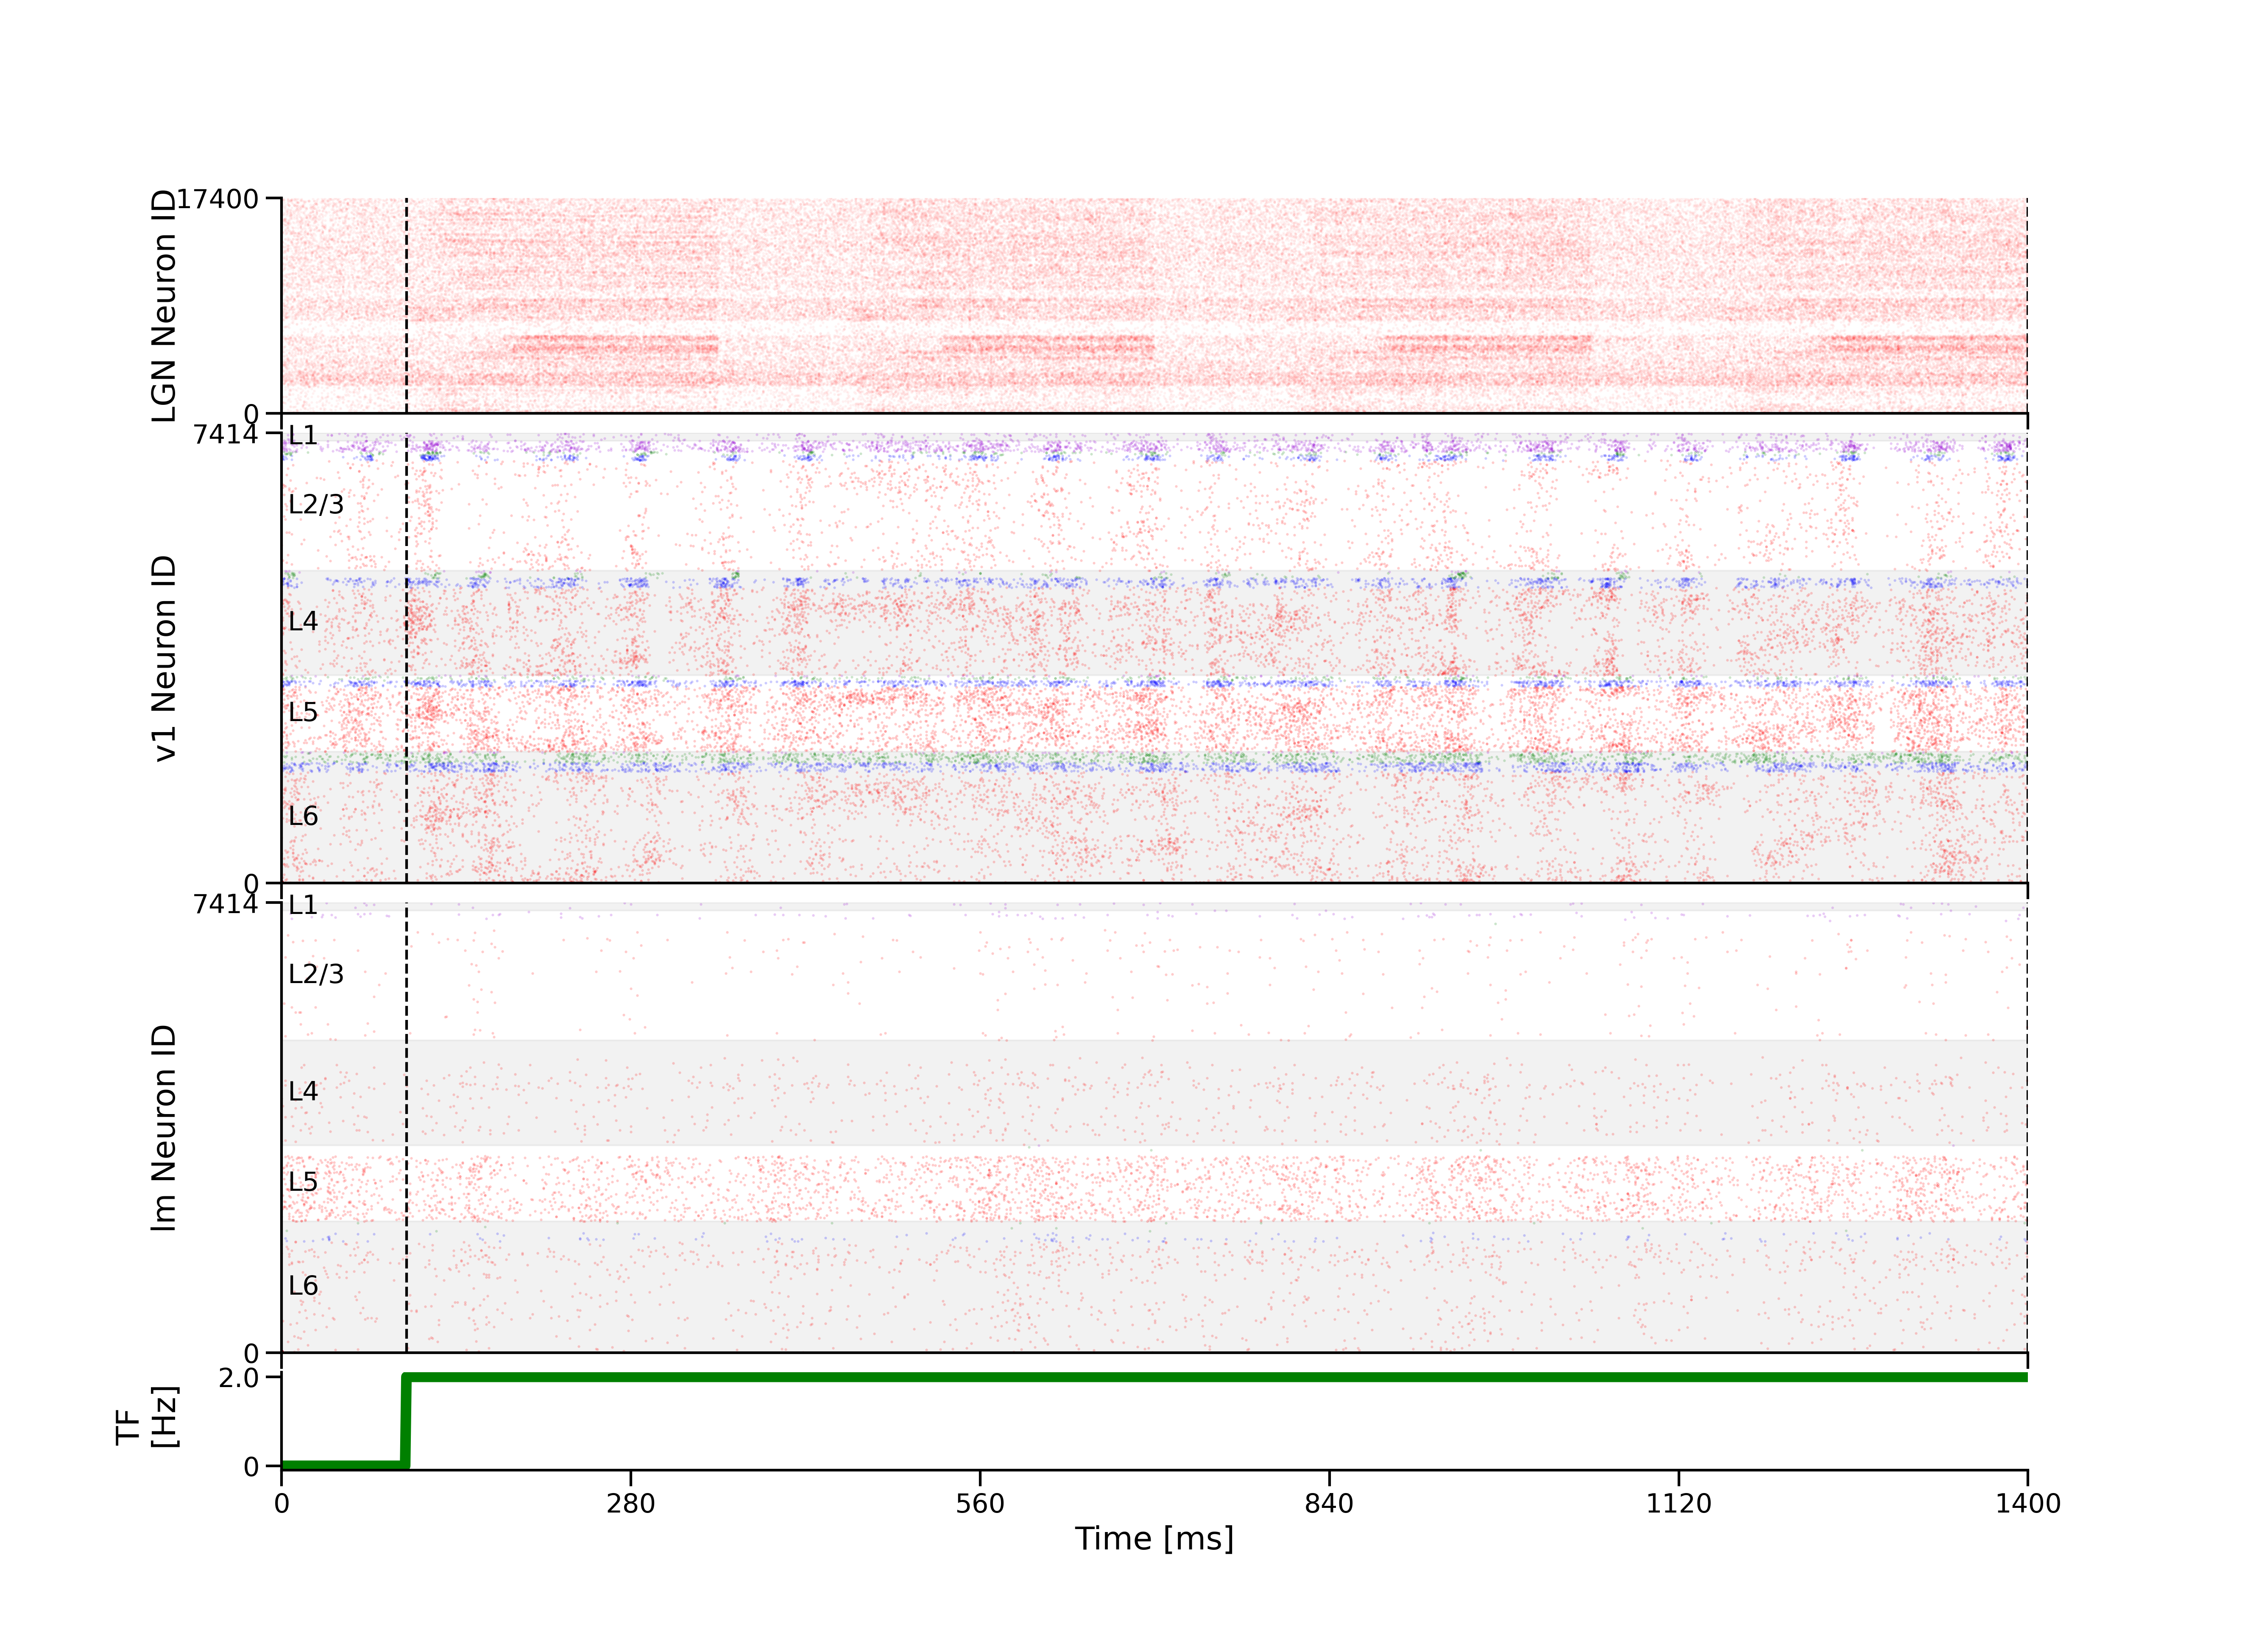 LGN Neuron ID
17400
0
v1 Neuron ID
7414
L1
L2/3
L4
L5
L6
0
lm Neuron ID
7414
L1
L2/3
L4
L5
L6
0
TF
[Hz]
2.0
0
0 280 560 840 1120 1400
Time [ms]